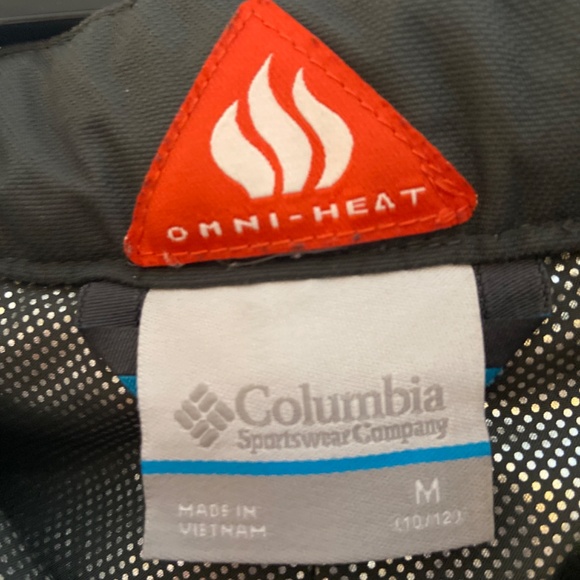 OMNI-HEAT
Columbia
Sportswear Company
MADE IN
VIETNAM
M
(10/12)